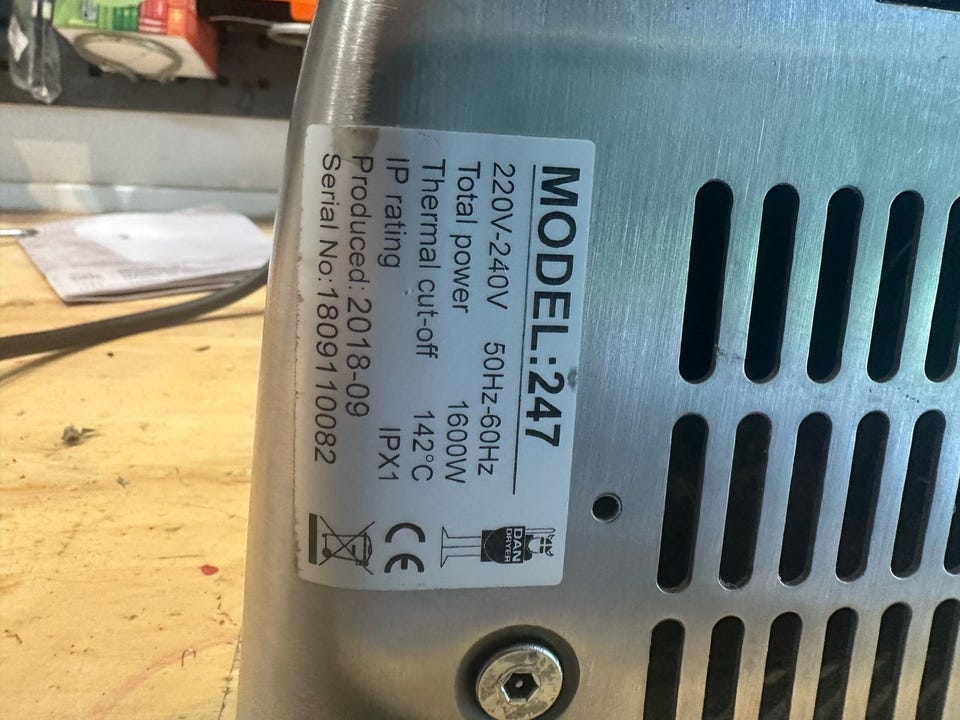 MODEL:247
220V-240V 50Hz-60Hz
Total power 1600W
Thermal cut-off 142°C
IP rating IPX1
Produced: 2018-09
Serial No:1809110082
DAN
DRYER
CE